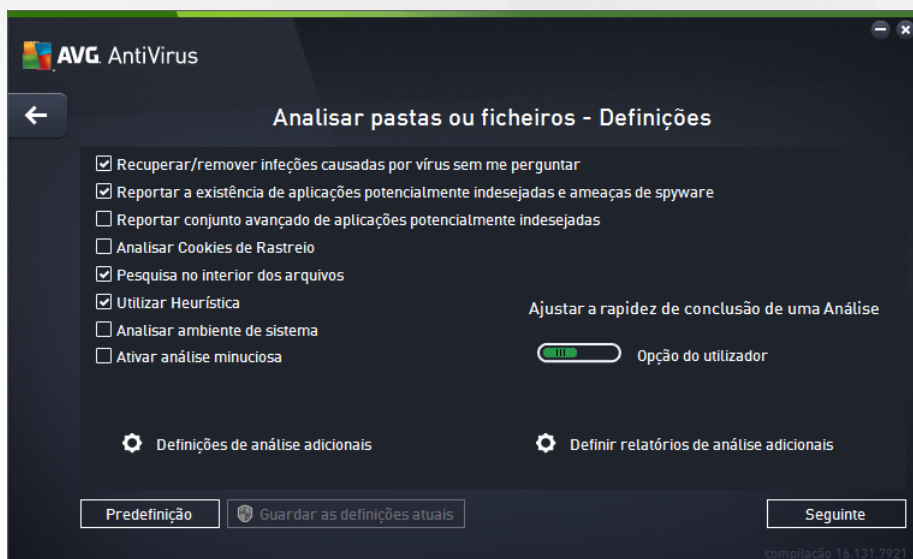 AVG. AntiVirus
Analisar pastas ou ficheiros - Definições
Recuperar/remover infeções causadas por vírus sem me perguntar
Reportar a existência de aplicações potencialmente indesejadas e ameaças de spyware
Reportar conjunto avançado de aplicações potencialmente indesejadas
Analisar Cookies de Rastreio
Pesquisa no interior dos arquivos
Utilizar Heurística
Analisar ambiente de sistema
Ativar análise minuciosa
Ajustar a rapidez de conclusão de uma Análise
Opção do utilizador
Definições de análise adicionais
Definir relatórios de análise adicionais
Predefinição
Guardar as definições atuais
Seguinte
compilação 16.131.7921